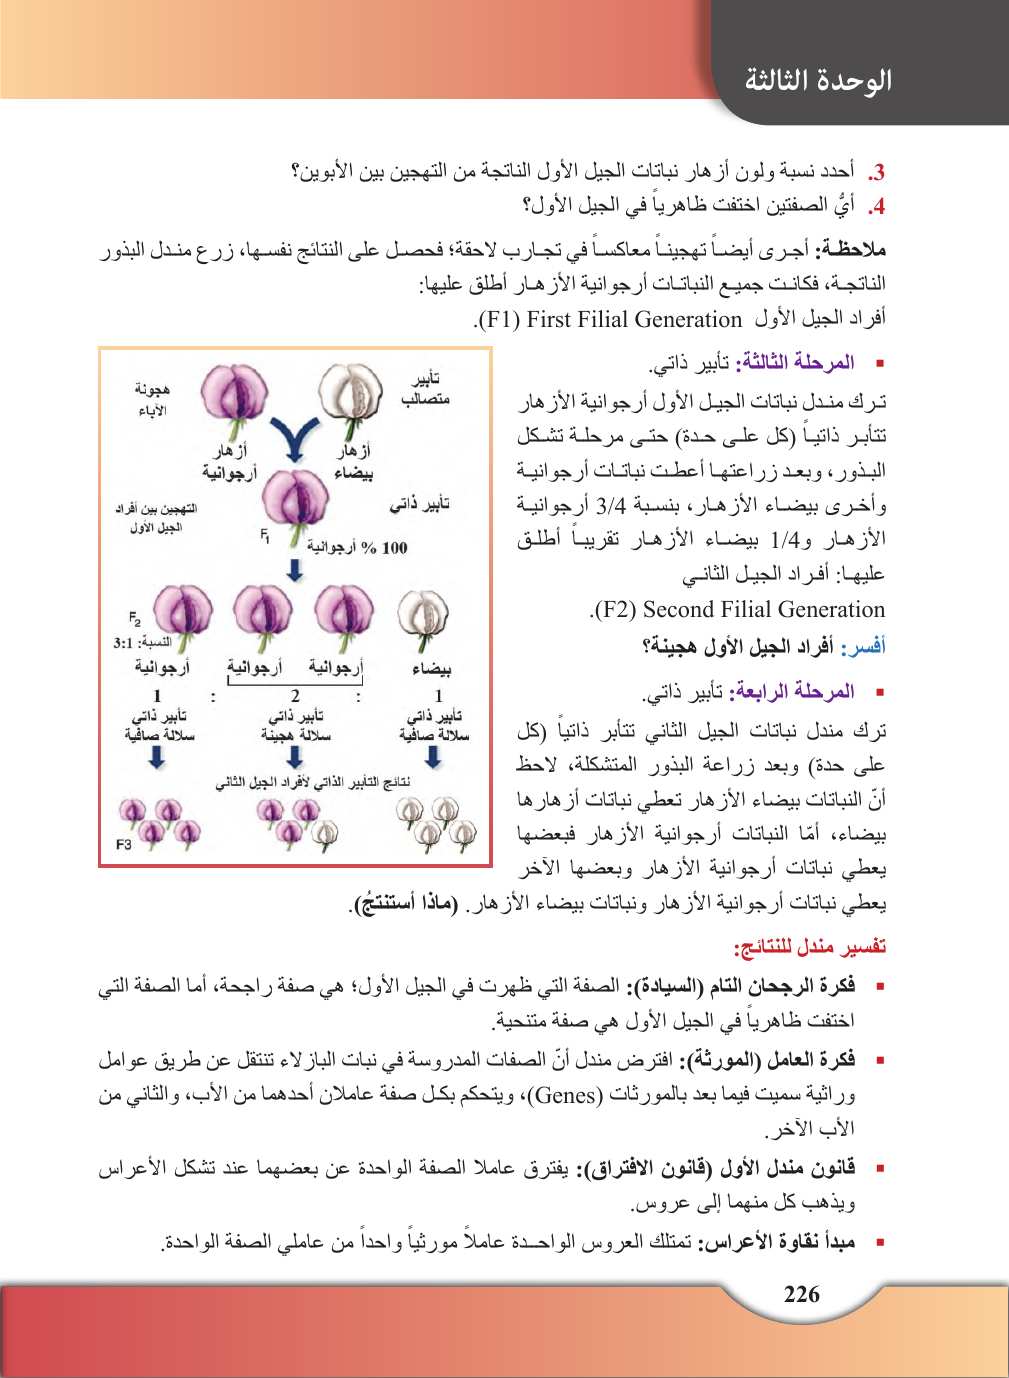 الوحدة الثالثة
3. أحدد نسبة ولون أزهار نباتات الجيل الأول الناتجة من التهجين بين الأبوين؟
4. أيُّ الصفتين اختفت ظاهرياً في الجيل الأول؟
ملاحظة: أجرى أيضاً تهجيناً معاكساً في تجارب لاحقة؛ فحصل على النتائج نفسها، زرع مندل البذور
الناتجة، فكانت جميع النباتات أرجوانية الأزهار أطلق عليها:
أفراد الجيل الأول First Filial Generation (F1).
▪ المرحلة الثالثة: تأبير ذاتي.
ترك مندل نباتات الجيل الأول أرجوانية الأزهار
تتأبر ذاتياً (كل على حدة) حتى مرحلة تشكل
البذور، وبعد زراعتها أعطت نباتات أرجوانية
وأخرى بيضاء الأزهار، بنسبة 3/4 أرجوانية
الأزهار و1/4 بيضاء الأزهار تقريباً أطلق
عليها: أفراد الجيل الثاني
Second Filial Generation (F2).
أفسر: أفراد الجيل الأول هجينة؟
▪ المرحلة الرابعة: تأبير ذاتي.
ترك مندل نباتات الجيل الثاني تتأبر ذاتياً (كل
على حدة) وبعد زراعة البذور المتشكلة، لاحظ
أنّ النباتات بيضاء الأزهار تعطي نباتات أزهارها
بيضاء، أمّا النباتات أرجوانية الأزهار فبعضها
يعطي نباتات أرجوانية الأزهار وبعضها الآخر
يعطي نباتات أرجوانية الأزهار ونباتات بيضاء الأزهار. (ماذا أستنتجُ).
تأبير
متصالب
هجونة
الآباء
أزهار
بيضاء
أزهار
أرجوانية
تأبير ذاتي
التهجين بين أفراد
الجيل الأول
F1
100 % أرجوانية
F2
النسبة: 3:1
بيضاء
أرجوانية
أرجوانية
أرجوانية
1 : 2 : 1
تأبير ذاتي
سلالة صافية
تأبير ذاتي
سلالة هجينة
تأبير ذاتي
سلالة صافية
نتائج التأبير الذاتي لأفراد الجيل الثاني
F3
تفسير مندل للنتائج:
▪ فكرة الرجحان التام (السيادة): الصفة التي ظهرت في الجيل الأول؛ هي صفة راجحة، أما الصفة التي
اختفت ظاهرياً في الجيل الأول هي صفة متنحية.
▪ فكرة العامل (المورثة): افترض مندل أنّ الصفات المدروسة في نبات البازلاء تنتقل عن طريق عوامل
وراثية سميت فيما بعد بالمورثات (Genes)، ويتحكم بكل صفة عاملان أحدهما من الأب، والثاني من
الأب الآخر.
▪ قانون مندل الأول (قانون الافتراق): يفترق عاملا الصفة الواحدة عن بعضهما عند تشكل الأعراس
ويذهب كل منهما إلى عروس.
▪ مبدأ نقاوة الأعراس: تمتلك العروس الواحدة عاملاً مورثياً واحداً من عاملي الصفة الواحدة.
226